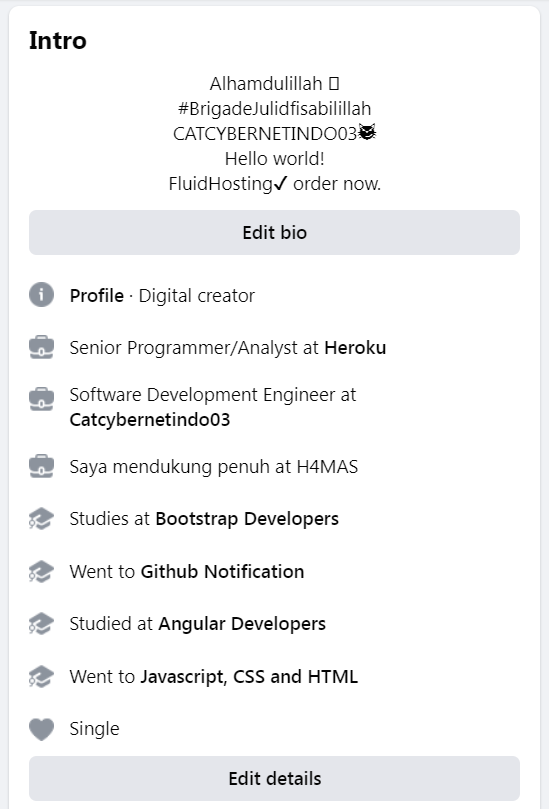 Intro
Alhamdulillah
#BrigadeJulidfisabilillah
CATCYBERNETINDO03
Hello world!
FluidHosting✔ order now.
Edit bio
Profile · Digital creator
Senior Programmer/Analyst at Heroku
Software Development Engineer at
Catcybernetindo03
Saya mendukung penuh at H4MAS
Studies at Bootstrap Developers
Went to Github Notification
Studied at Angular Developers
Went to Javascript, CSS and HTML
Single
Edit details